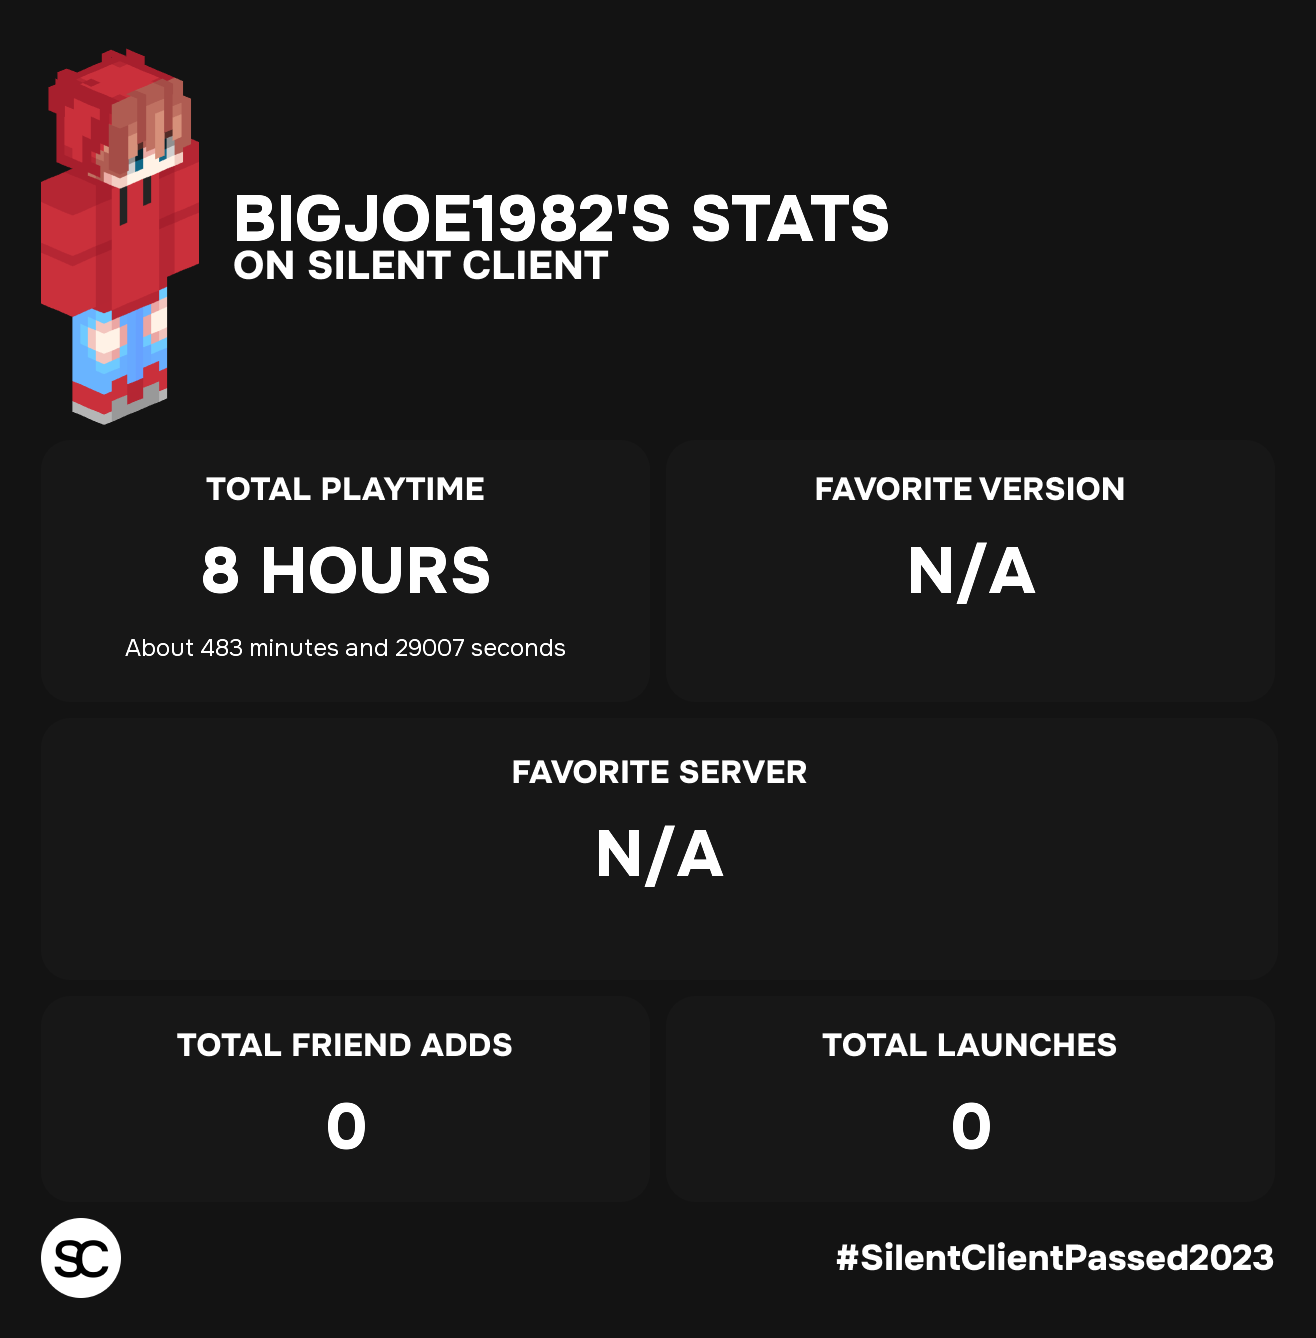 BIGJOE1982'S STATS
ON SILENT CLIENT
TOTAL PLAYTIME
8 HOURS
About 483 minutes and 29007 seconds
FAVORITE VERSION
N/A
FAVORITE SERVER
N/A
TOTAL FRIEND ADDS
0
TOTAL LAUNCHES
0
SC
#SilentClientPassed2023